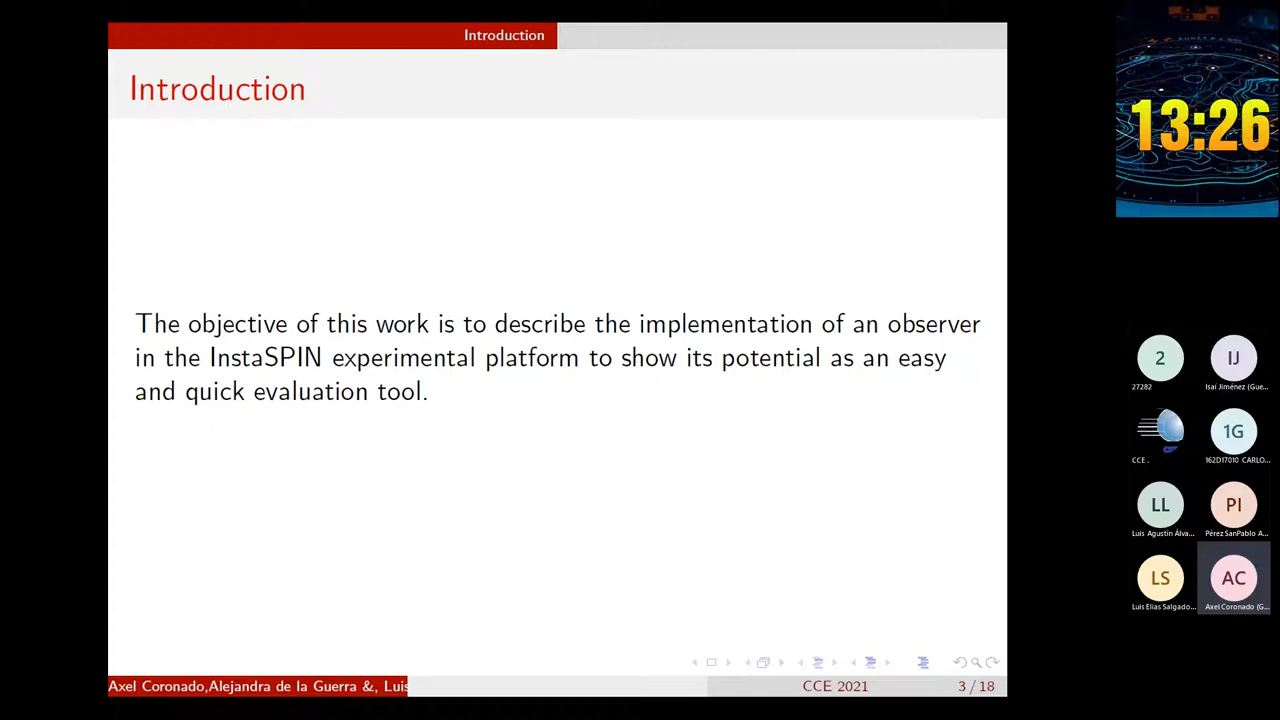 Introduction
Introduction
The objective of this work is to describe the implementation of an observer
in the InstaSPIN experimental platform to show its potential as an easy
and quick evaluation tool.
Axel Coronado,Alejandra de la Guerra &, Luis
CCE 2021
3 / 18
13:26
2
27282
IJ
Isaí Jiménez (Gue...
CCE .
1G
162D17010 CARLO...
LL
Luis Agustín Álva...
PI
Pérez SanPablo A...
LS
Luis Elias Salgado...
AC
Axel Coronado (G...